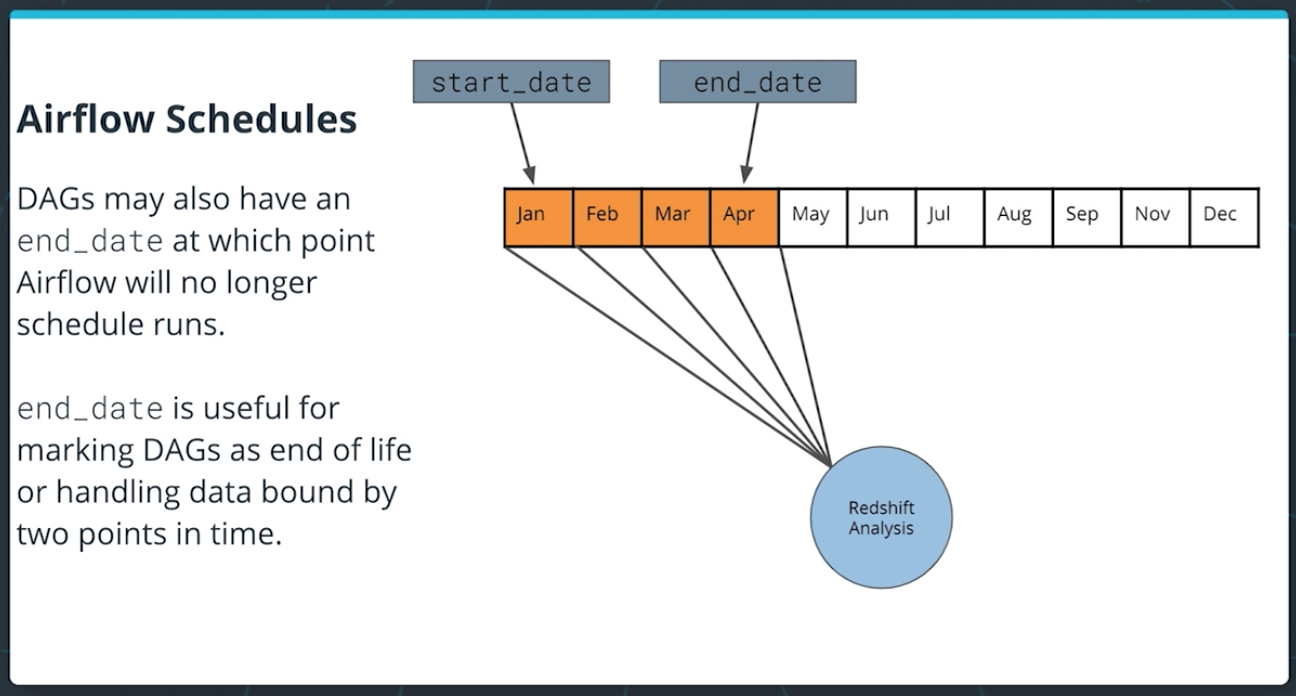 start_date
end_date
Airflow Schedules
DAGs may also have an
end_date at which point
Airflow will no longer
schedule runs.
end_date is useful for
marking DAGs as end of life
or handling data bound by
two points in time.
Jan Feb Mar Apr May Jun Jul Aug Sep Nov Dec
Redshift
Analysis